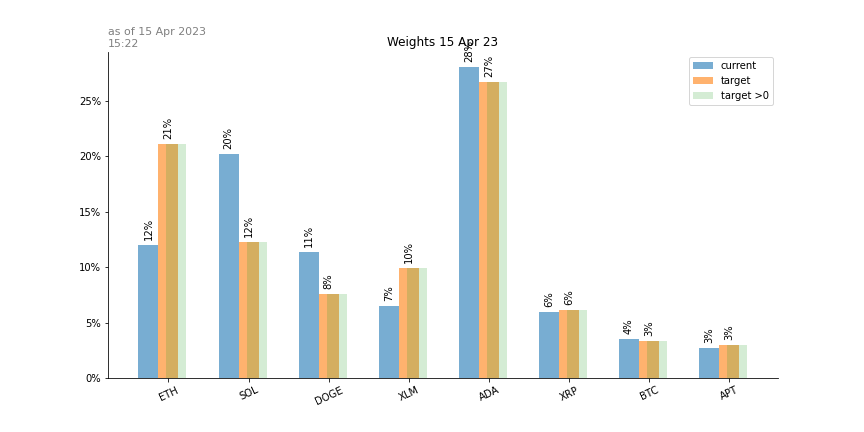 as of 15 Apr 2023
15:22
Weights 15 Apr 23
current
target
target >0
25%
20%
15%
10%
5%
0%
12%
21%
20%
12%
11%
8%
7%
10%
28%
27%
6%
6%
4%
3%
3%
3%
ETH
SOL
DOGE
XLM
ADA
XRP
BTC
APT